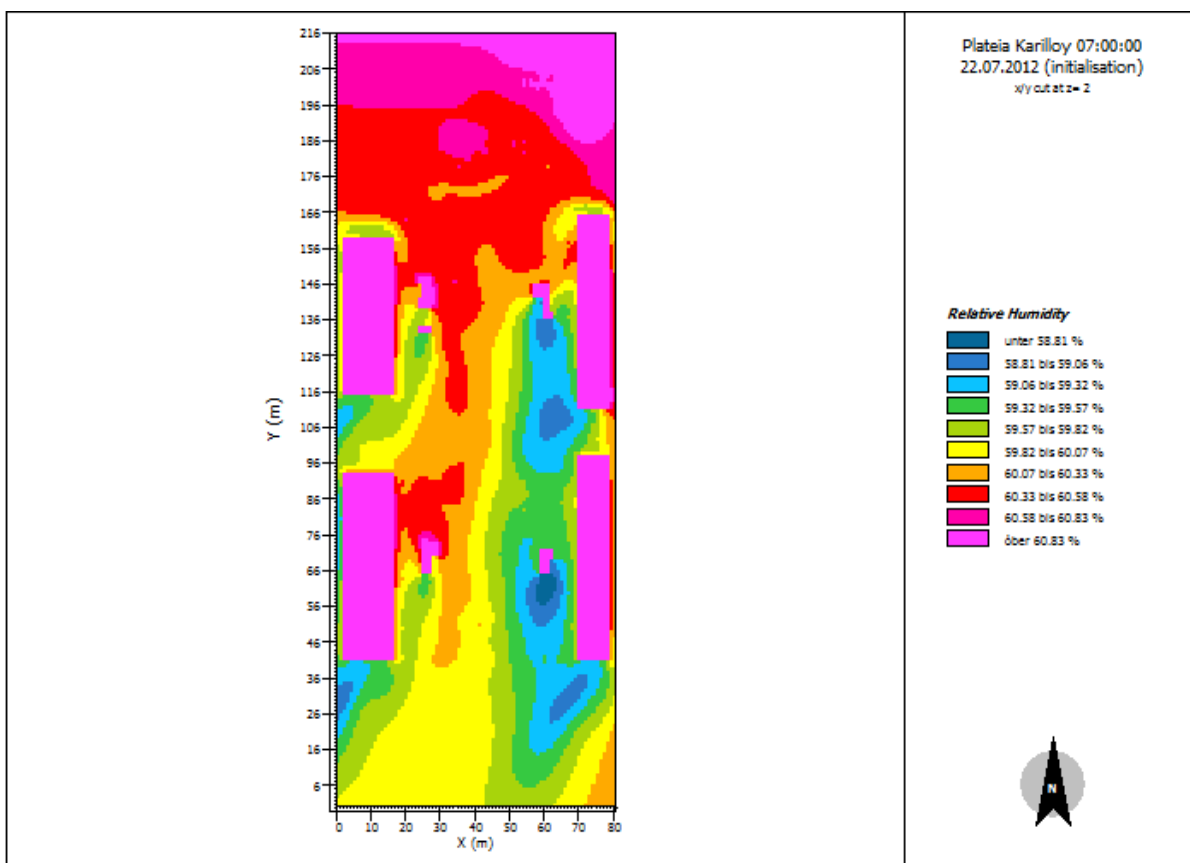 Plateia Karilloy 07:00:00
22.07.2012 (initialisation)
x/y cut at z= 2
216
206
196
186
176
166
156
146
136
126
116
106
96
86
76
66
56
46
36
26
16
6
Y (m)
0 10 20 30 40 50 60 70 80
X (m)
Relative Humidity
unter 58.81 %
58.81 bis 59.06 %
59.06 bis 59.32 %
59.32 bis 59.57 %
59.57 bis 59.82 %
59.82 bis 60.07 %
60.07 bis 60.33 %
60.33 bis 60.58 %
60.58 bis 60.83 %
őber 60.83 %
N